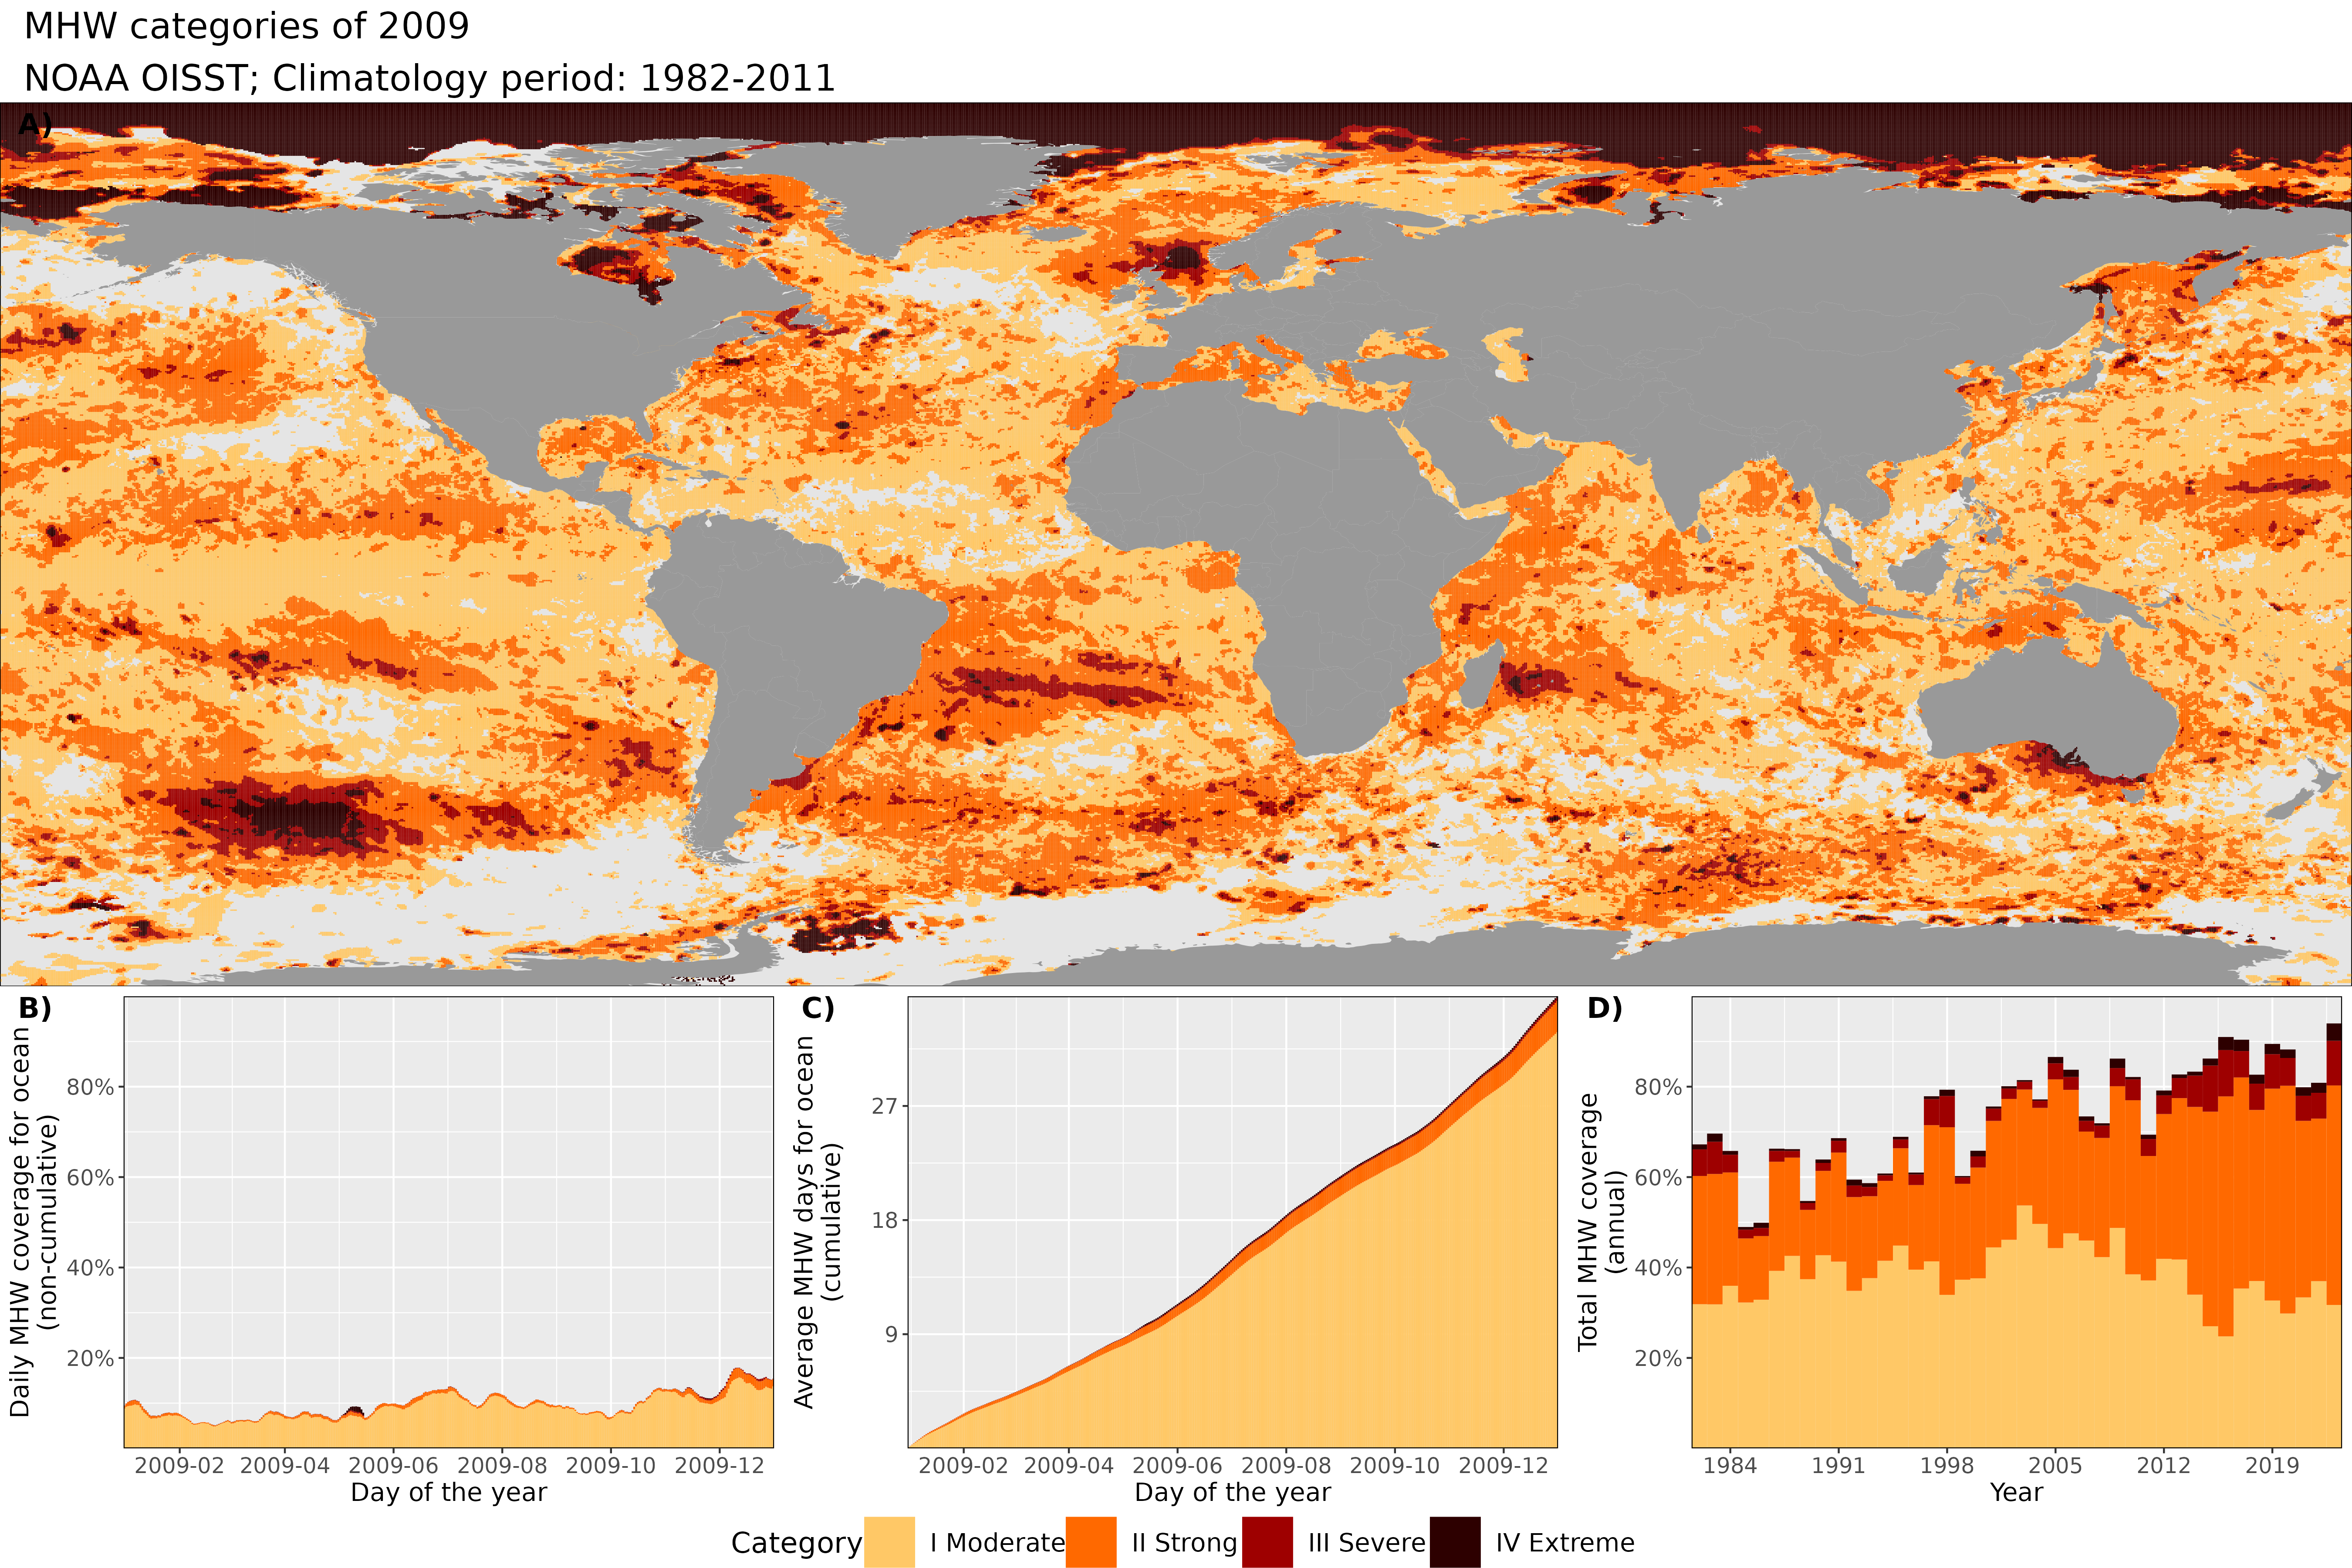 MHW categories of 2009
NOAA OISST; Climatology period: 1982-2011
A)
B)
Daily MHW coverage for ocean
(non-cumulative)
80%
60%
40%
20%
2009-02 2009-04 2009-06 2009-08 2009-10 2009-12
Day of the year
C)
Average MHW days for ocean
(cumulative)
27
18
9
2009-02 2009-04 2009-06 2009-08 2009-10 2009-12
Day of the year
D)
Total MHW coverage
(annual)
80%
60%
40%
20%
1984 1991 1998 2005 2012 2019
Year
Category I Moderate II Strong III Severe IV Extreme